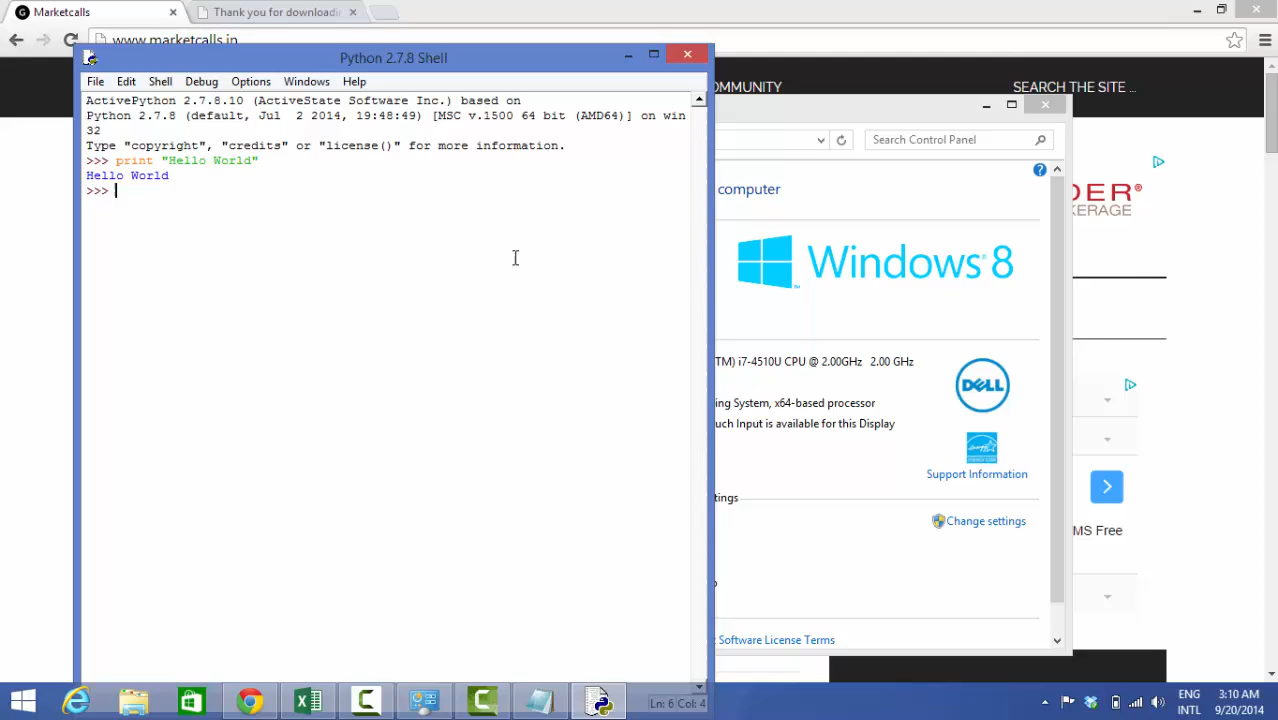 Marketcalls
Thank you for downloadin
www.marketcalls.in
Python 2.7.8 Shell
File Edit Shell Debug Options Windows Help
ActivePython 2.7.8.10 (ActiveState Software Inc.) based on
Python 2.7.8 (default, Jul 2 2014, 19:48:49) [MSC v.1500 64 bit (AMD64)] on win
32
Type "copyright", "credits" or "license()" for more information.
>>> print "Hello World"
Hello World
>>>
Ln: 6 Col: 4
OMMUNITY
SEARCH THE SITE ...
Search Control Panel
computer
Windows 8
TM) i7-4510U CPU @ 2.00GHz 2.00 GHz
DELL
ing System, x64-based processor
uch Input is available for this Display
Support Information
tings
Change settings
Software License Terms
DER®
KERAGE
MS Free
ENG
INTL
3:10 AM
9/20/2014